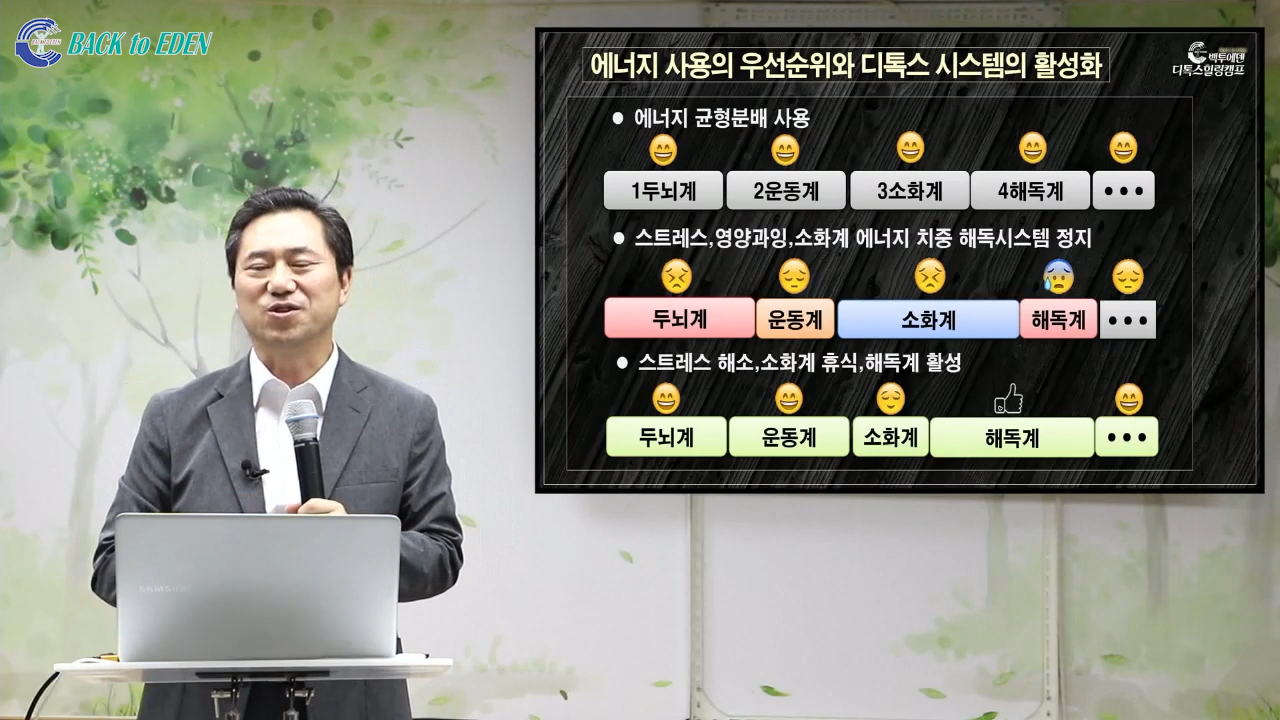 BACK to EDEN
에너지 사용의 우선순위와 디톡스 시스템의 활성화
백투에덴
디톡스힐링캠프
● 에너지 균형분배 사용
1두뇌계 2운동계 3소화계 4해독계 •••
● 스트레스,영양과잉,소화계 에너지 치중 해독시스템 정지
두뇌계 운동계 소화계 해독계 •••
● 스트레스 해소,소화계 휴식,해독계 활성
두뇌계 운동계 소화계 해독계 •••
SAMSUNG